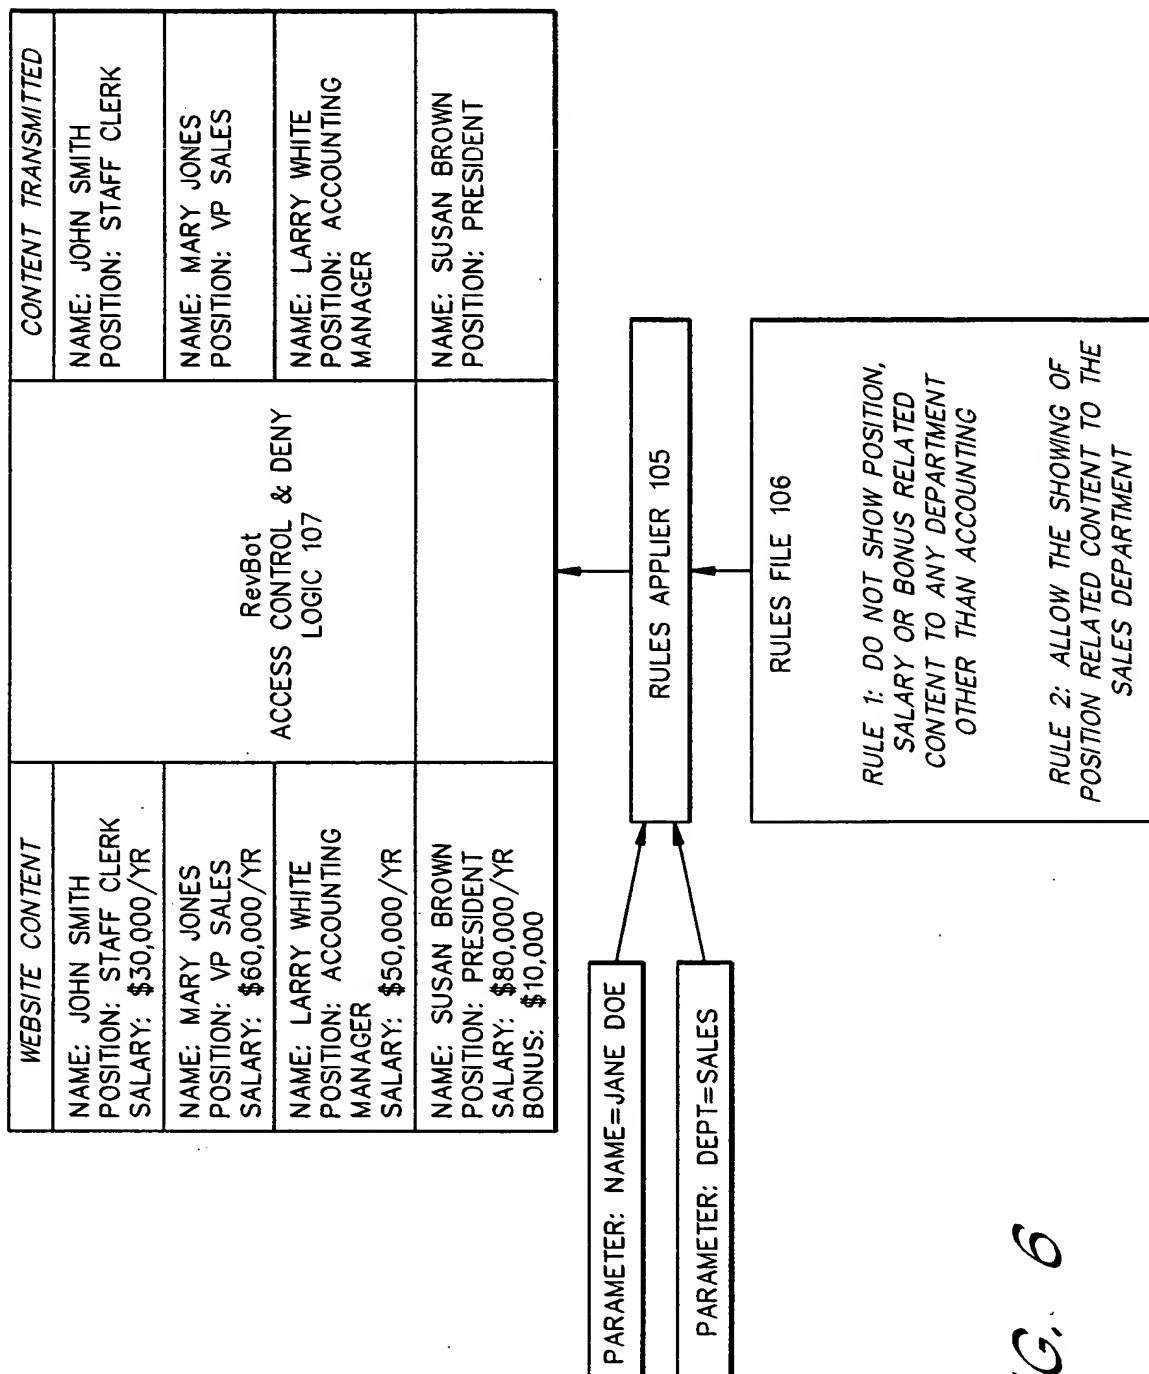 WEBSITE CONTENT
NAME: JOHN SMITH
POSITION: STAFF CLERK
SALARY: $30,000/YR
NAME: MARY JONES
POSITION: VP SALES
SALARY: $60,000/YR
NAME: LARRY WHITE
POSITION: ACCOUNTING
MANAGER
SALARY: $50,000/YR
NAME: SUSAN BROWN
POSITION: PRESIDENT
SALARY: $80,000/YR
BONUS: $10,000
RevBot
ACCESS CONTROL & DENY
LOGIC 107
CONTENT TRANSMITTED
NAME: JOHN SMITH
POSITION: STAFF CLERK
NAME: MARY JONES
POSITION: VP SALES
NAME: LARRY WHITE
POSITION: ACCOUNTING
MANAGER
NAME: SUSAN BROWN
POSITION: PRESIDENT
PARAMETER: NAME=JANE DOE
PARAMETER: DEPT=SALES
RULES APPLIER 105
RULES FILE 106
RULE 1: DO NOT SHOW POSITION,
SALARY OR BONUS RELATED
CONTENT TO ANY DEPARTMENT
OTHER THAN ACCOUNTING
RULE 2: ALLOW THE SHOWING OF
POSITION RELATED CONTENT TO THE
SALES DEPARTMENT
G. 6